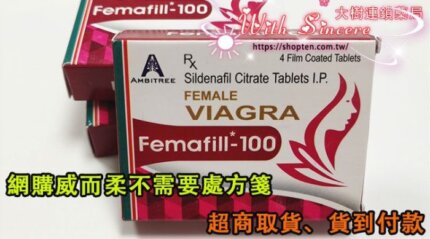 大樹連鎖藥局
With Sincere
https://shopten.com.tw/
AMBITREE
Rx
4 Film Coated Tablets
Sildenafil Citrate Tablets I.P.
FEMALE
VIAGRA
Femafill*-100
Femafill-100
網購威而柔不需要處方箋
超商取貨、貨到付款